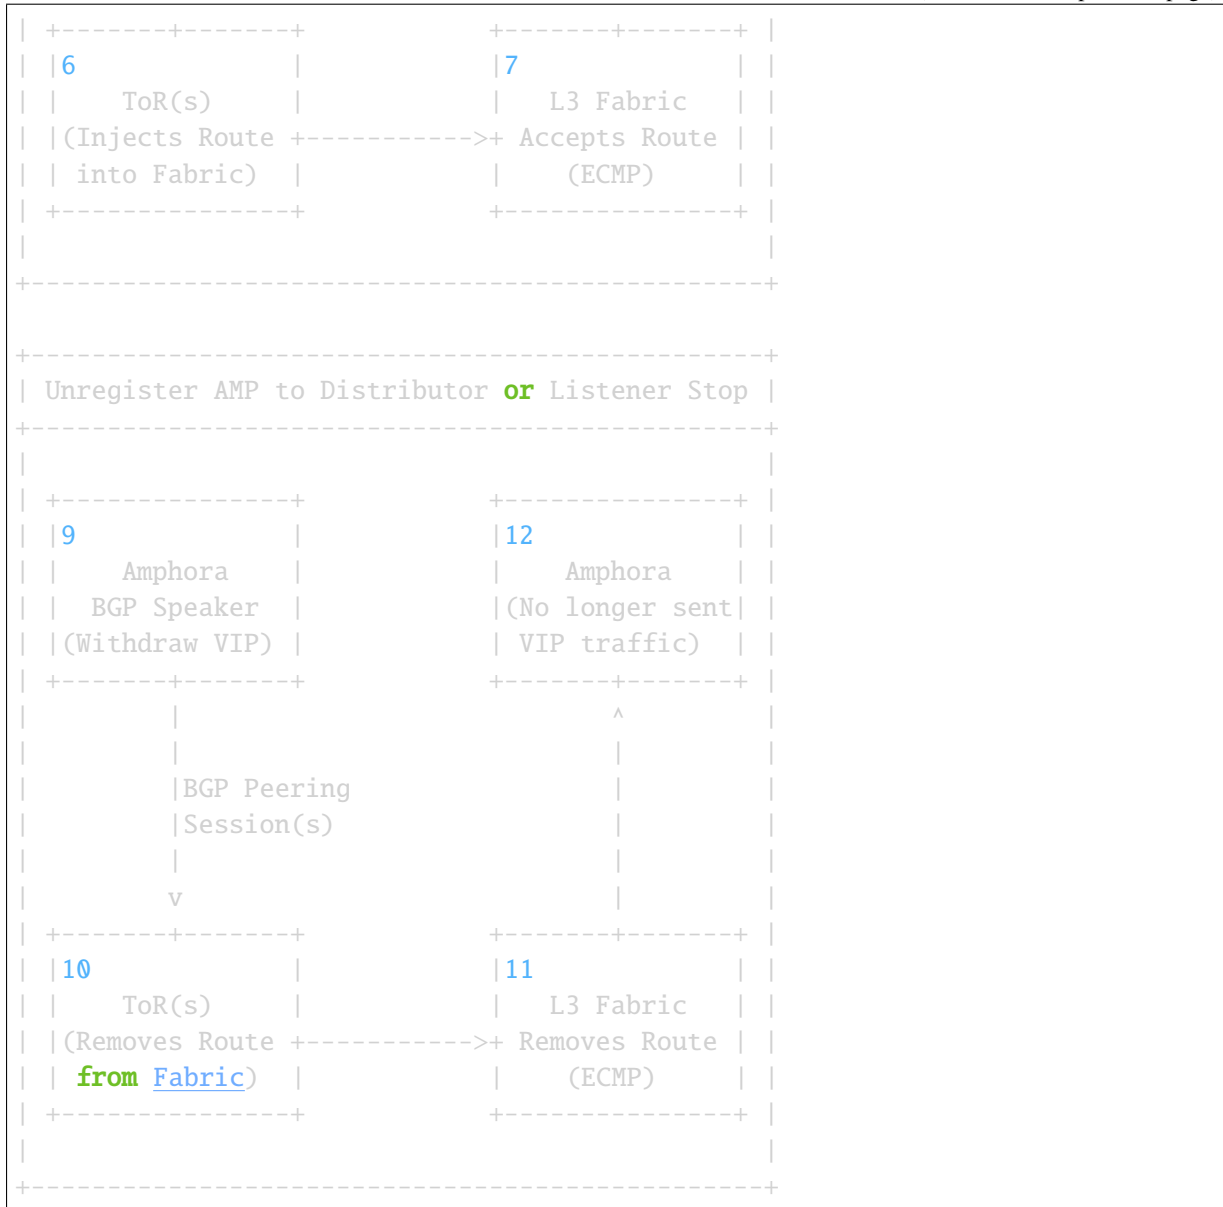 | +-------+-------+          +-------+-------+ |
| |6              |          |7              | |
| |    ToR(s)     |          |   L3 Fabric   | |
| |(Injects Route +----------->+ Accepts Route | |
| | into Fabric)  |          |    (ECMP)     | |
| +---------------+          +---------------+ |
|                                              |
+-----------------------------------------------+
+-----------------------------------------------+
| Unregister AMP to Distributor or Listener Stop |
+-----------------------------------------------+
|                                              |
| +---------------+          +---------------+ |
| |9              |          |12             | |
| |    Amphora    |          |    Amphora    | |
| |  BGP Speaker  |          |(No longer sent| |
| |(Withdraw VIP) |          | VIP traffic)  | |
| +-------+-------+          +-------+-------+ |
|         |                          ^         |
|         |                          |         |
|         |BGP Peering               |         |
|         |Session(s)                |         |
|         |                          |         |
|         v                          |         |
| +-------+-------+          +-------+-------+ |
| |10             |          |11             | |
| |    ToR(s)     |          |   L3 Fabric   | |
| |(Removes Route +----------->+ Removes Route | |
| | from Fabric)  |          |    (ECMP)     | |
| +---------------+          +---------------+ |
|                                              |
+-----------------------------------------------+